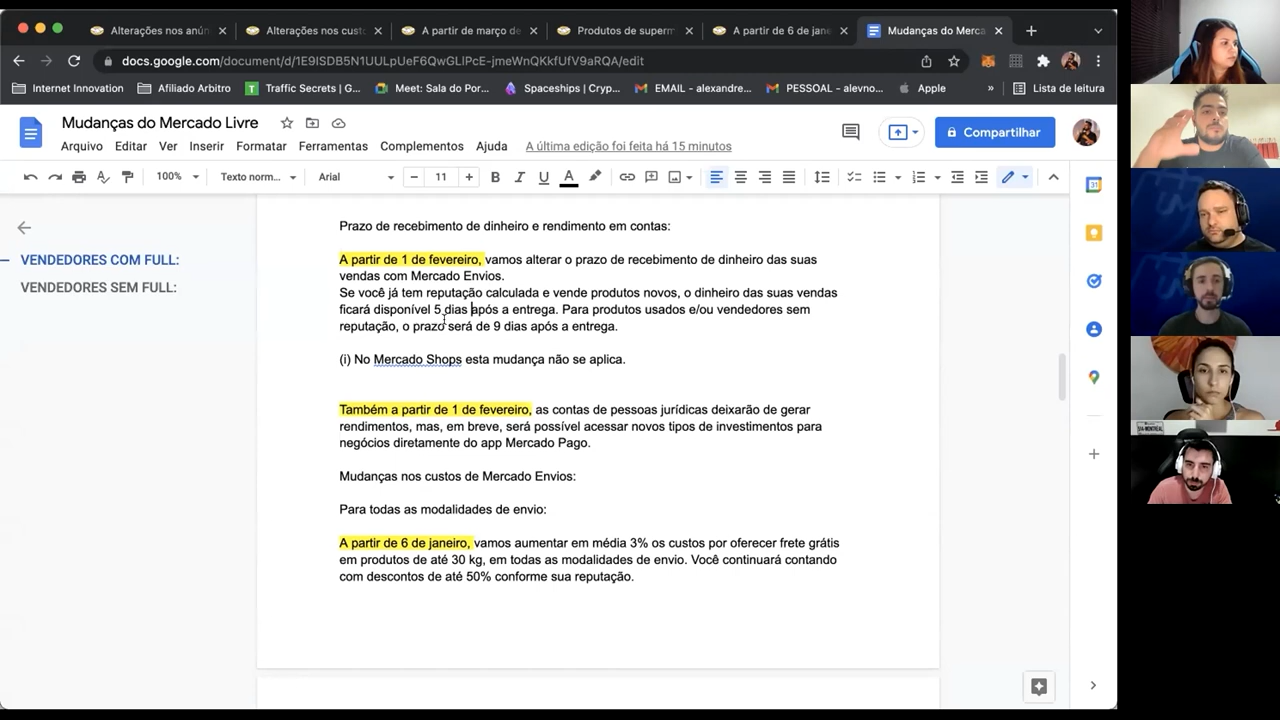 Alterações nos anún
Alterações nos custo
A partir de março de
Produtos de superm
A partir de 6 de jane
Mudanças do Merca
docs.google.com/document/d/1E9ISDB5N1UULpUeF6QwGLIPcE-jmeWnQKkfUfV9aRQA/edit
Internet Innovation
Afiliado Arbitro
Traffic Secrets | G...
Meet: Sala do Por...
Spaceships | Cryp...
EMAIL - alexandre...
PESSOAL - alevno...
Apple
»
Lista de leitura
Mudanças do Mercado Livre
Compartilhar
Arquivo Editar Ver Inserir Formatar Ferramentas Complementos Ajuda
A última edição foi feita há 15 minutos
100% Texto norm... Arial 11
VENDEDORES COM FULL:
VENDEDORES SEM FULL:
Prazo de recebimento de dinheiro e rendimento em contas:
A partir de 1 de fevereiro, vamos alterar o prazo de recebimento de dinheiro das suas
vendas com Mercado Envios.
Se você já tem reputação calculada e vende produtos novos, o dinheiro das suas vendas
ficará disponível 5 dias após a entrega. Para produtos usados e/ou vendedores sem
reputação, o prazo será de 9 dias após a entrega.
(i) No Mercado Shops esta mudança não se aplica.
Também a partir de 1 de fevereiro, as contas de pessoas jurídicas deixarão de gerar
rendimentos, mas, em breve, será possível acessar novos tipos de investimentos para
negócios diretamente do app Mercado Pago.
Mudanças nos custos de Mercado Envios:
Para todas as modalidades de envio:
A partir de 6 de janeiro, vamos aumentar em média 3% os custos por oferecer frete grátis
em produtos de até 30 kg, em todas as modalidades de envio. Você continuará contando
com descontos de até 50% conforme sua reputação.